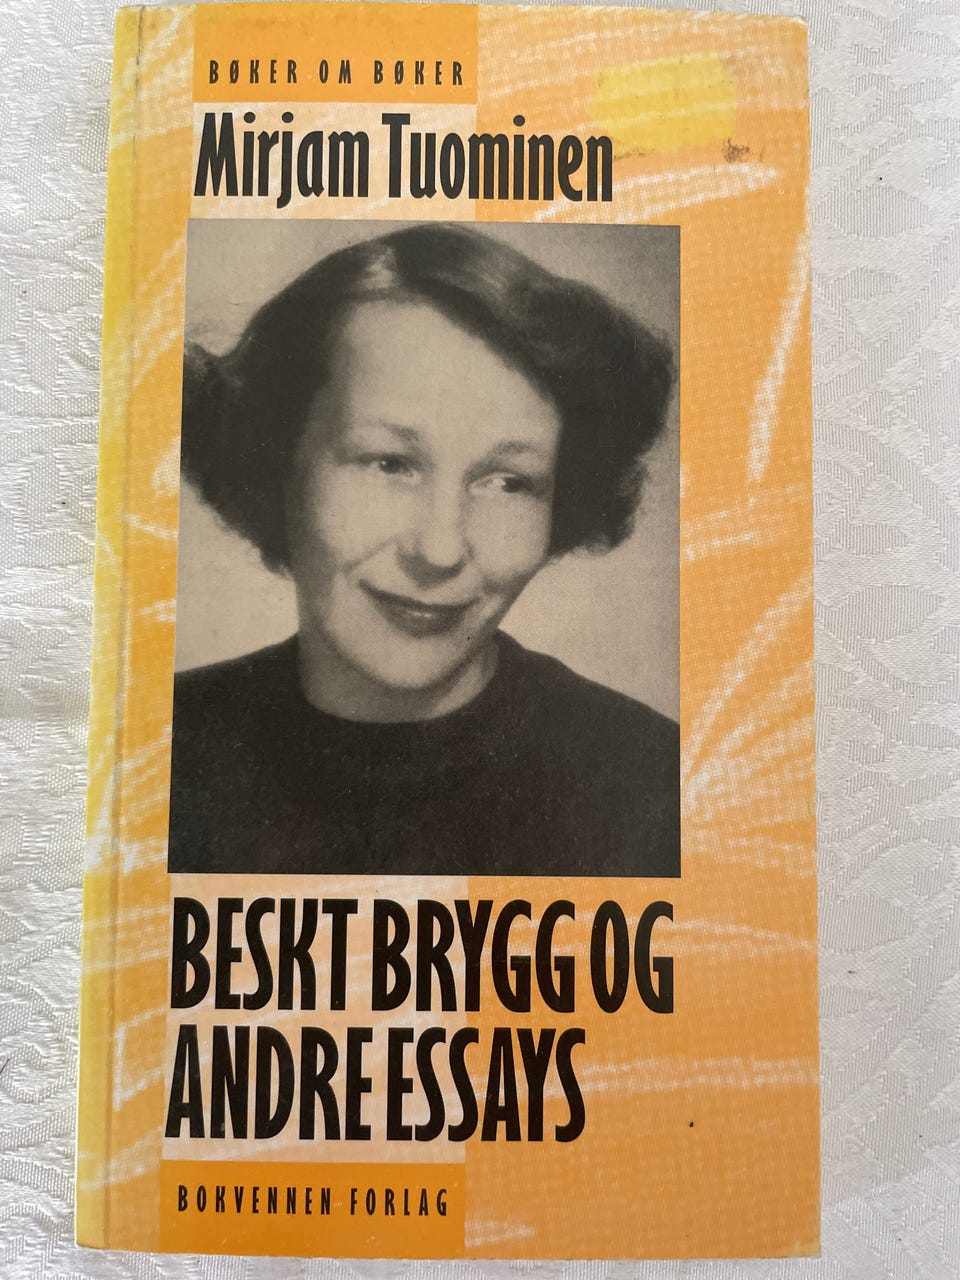 BØKER OM BØKER
Mirjam Tuominen
BESKT BRYGG OG
ANDRE ESSAYS
BOKVENNEN FORLAG